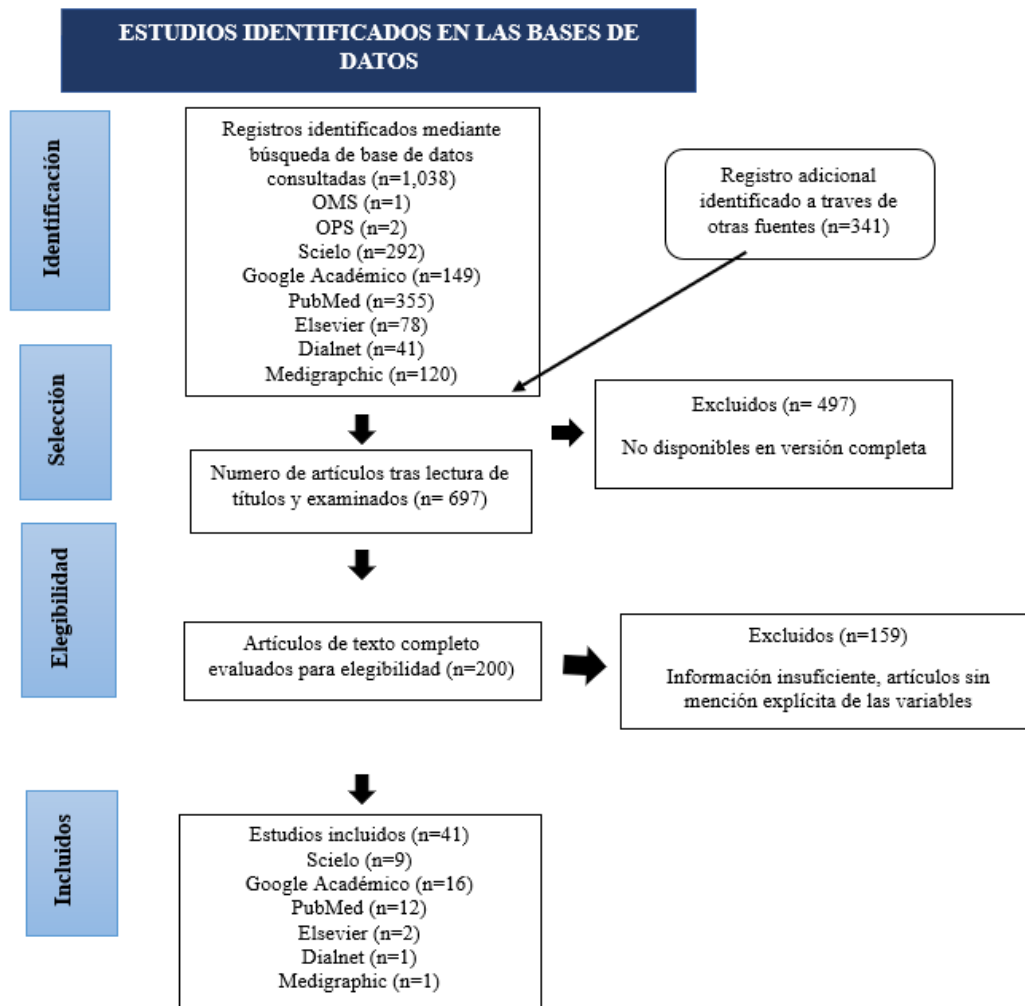 ESTUDIOS IDENTIFICADOS EN LAS BASES DE
DATOS
Identificación
Registros identificados mediante
búsqueda de base de datos
consultadas (n=1,038)
OMS (n=1)
OPS (n=2)
Scielo (n=292)
Google Académico (n=149)
PubMed (n=355)
Elsevier (n=78)
Dialnet (n=41)
Medigrapchic (n=120)
Registro adicional
identificado a traves de
otras fuentes (n=341)
Selección
Numero de artículos tras lectura de
títulos y examinados (n= 697)
Excluidos (n= 497)
No disponibles en versión completa
Elegibilidad
Artículos de texto completo
evaluados para elegibilidad (n=200)
Excluidos (n=159)
Información insuficiente, artículos sin
mención explícita de las variables
Incluidos
Estudios incluidos (n=41)
Scielo (n=9)
Google Académico (n=16)
PubMed (n=12)
Elsevier (n=2)
Dialnet (n=1)
Medigraphic (n=1)